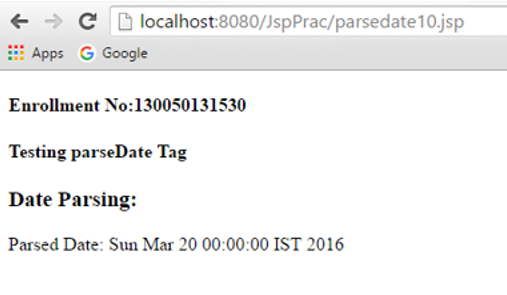 localhost:8080/JspPrac/parsedate10.jsp
Apps Google
Enrollment No:130050131530
Testing parseDate Tag
Date Parsing:
Parsed Date: Sun Mar 20 00:00:00 IST 2016